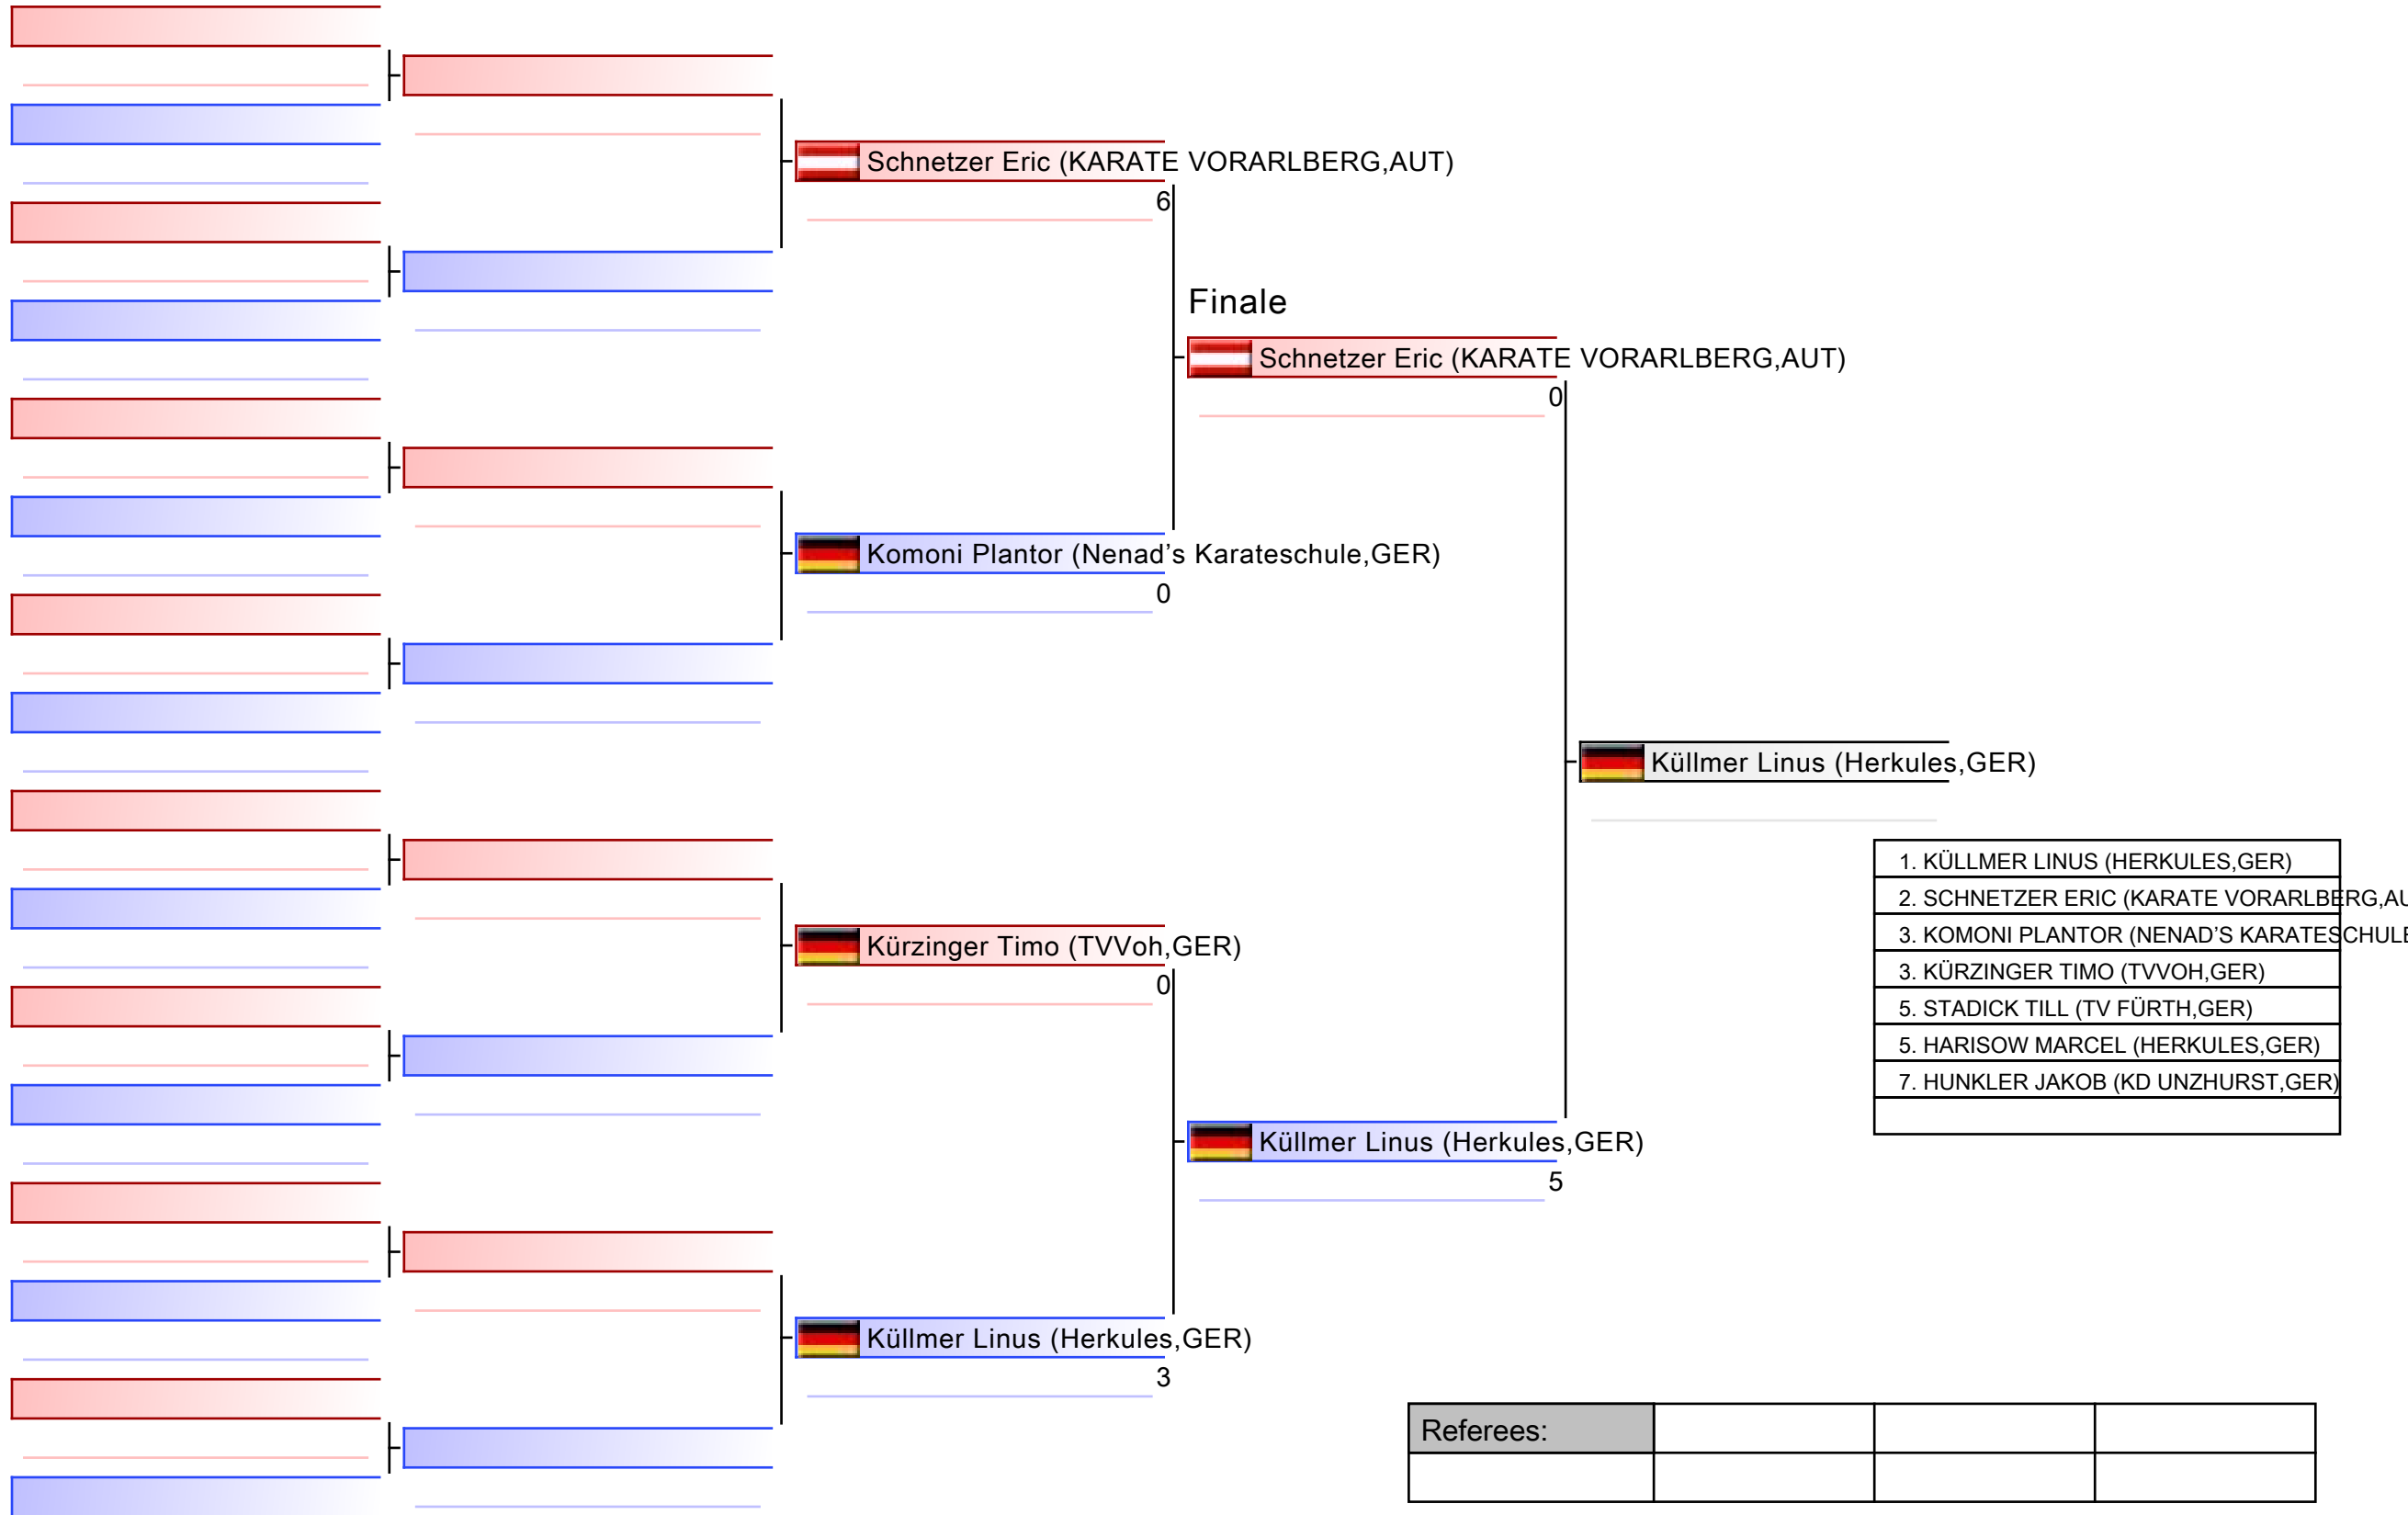 Schnetzer Eric (KARATE VORARLBERG,AUT)
6
Finale
Schnetzer Eric (KARATE VORARLBERG,AUT)
0
Komoni Plantor (Nenad's Karateschule,GER)
0
Küllmer Linus (Herkules,GER)
1. KÜLLMER LINUS (HERKULES,GER)
2. SCHNETZER ERIC (KARATE VORARLBERG,AU
3. KOMONI PLANTOR (NENAD'S KARATESCHULE
3. KÜRZINGER TIMO (TVVOH,GER)
5. STADICK TILL (TV FÜRTH,GER)
5. HARISOW MARCEL (HERKULES,GER)
7. HUNKLER JAKOB (KD UNZHURST,GER)
Kürzinger Timo (TVVoh,GER)
0
Küllmer Linus (Herkules,GER)
5
Küllmer Linus (Herkules,GER)
3
Referees: